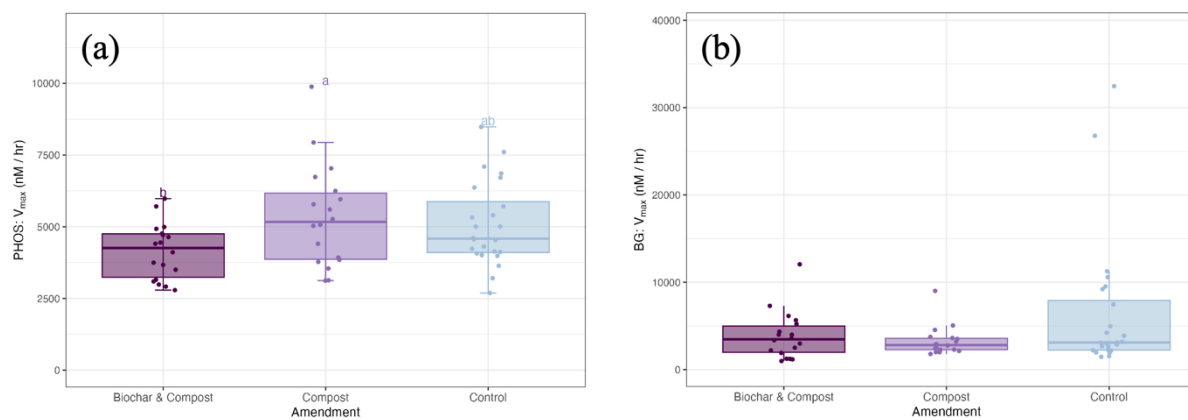 (a)
PHOS: Vmax (nM / hr)
10000
7500
5000
2500
0
b
a
ab
Biochar & Compost
Compost
Control
Amendment
(b)
BG: Vmax (nM / hr)
40000
30000
20000
10000
0
Biochar & Compost
Compost
Control
Amendment